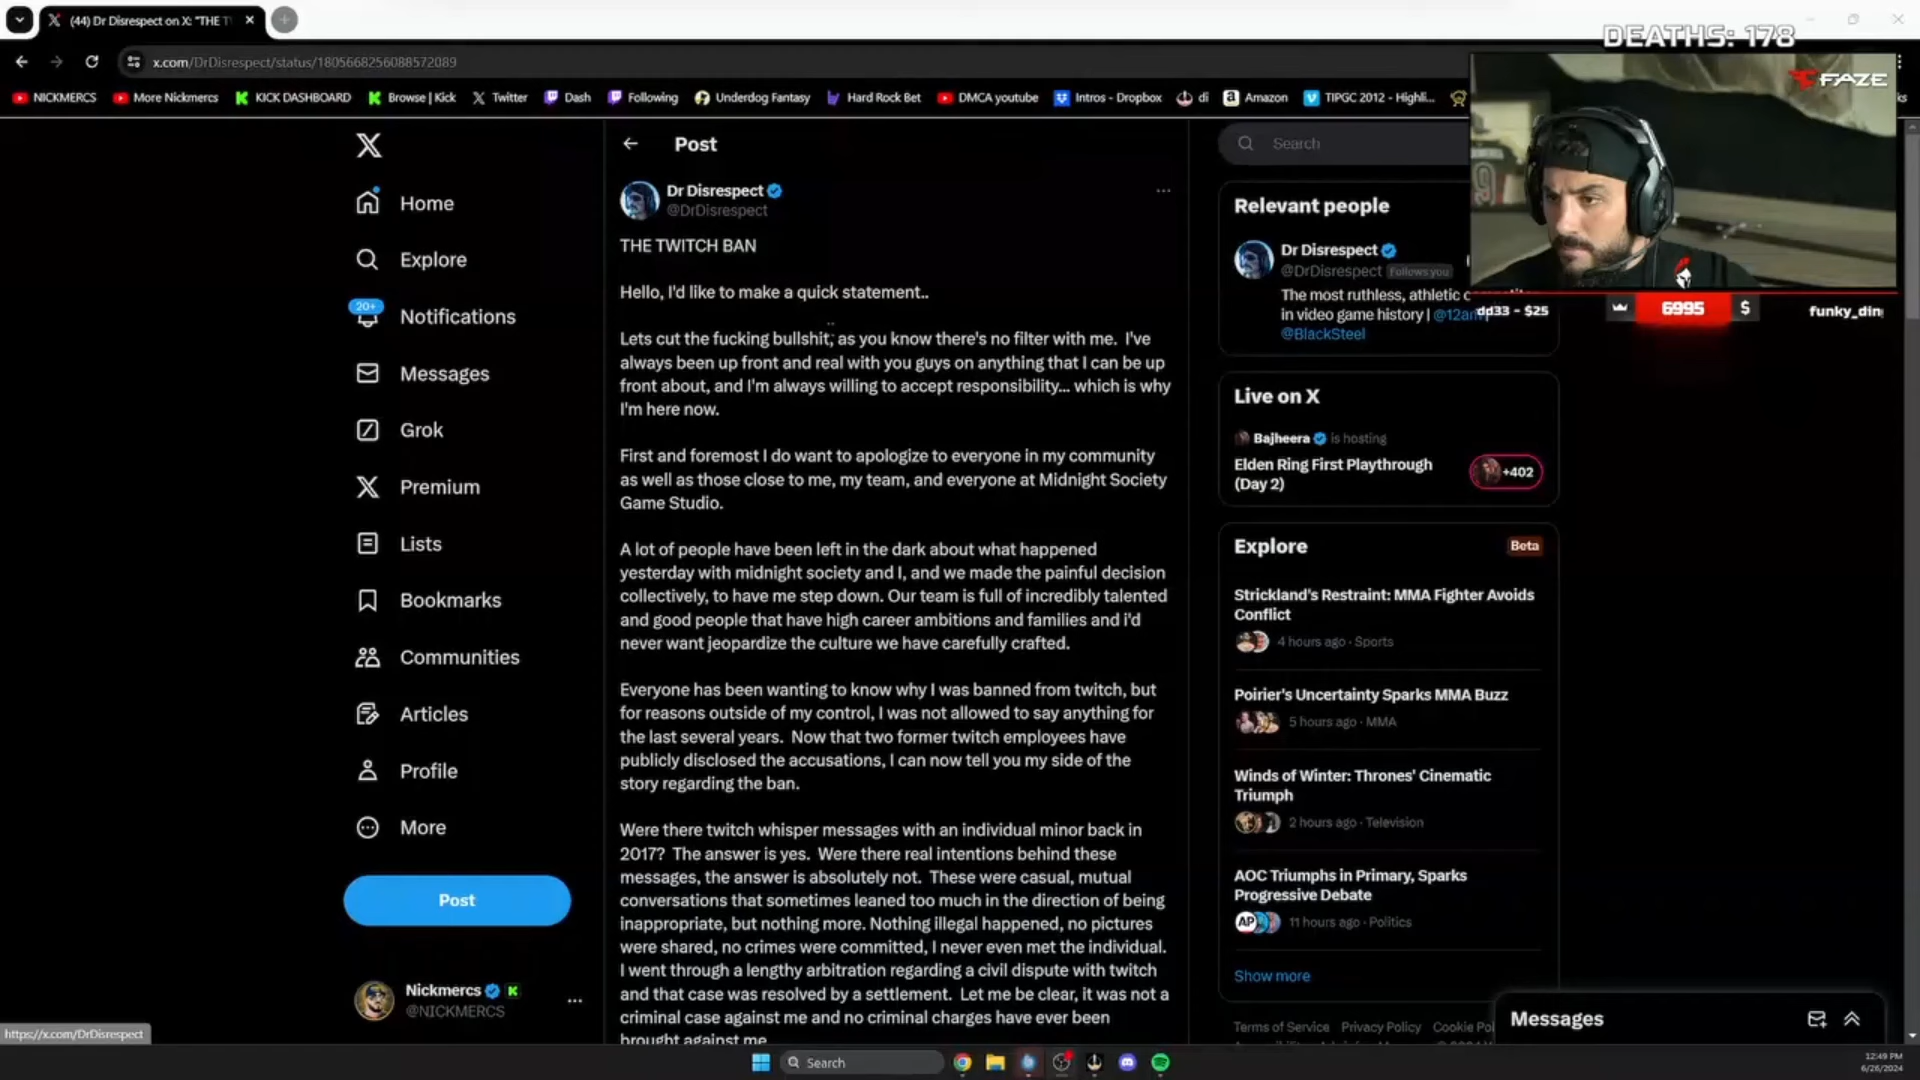 (44) Dr Disrespect on X: "THE T
DEATHS: 178
x.com/DrDisrespect/status/1805668256088572089
NICKMERCS
More Nickmercs
KICK DASHBOARD
Browse | Kick
Twitter
Dash
Following
Underdog Fantasy
Hard Rock Bet
DMCA youtube
Intros - Dropbox
di
Amazon
TIPGC 2012 - Highli...
FAZE
Home
Explore
20+
Notifications
Messages
Grok
Premium
Lists
Bookmarks
Communities
Articles
Profile
More
Post
Nickmercs
@NICKMERCS
https://x.com/DrDisrespect
Post
Dr Disrespect
@DrDisrespect
THE TWITCH BAN
Hello, I'd like to make a quick statement..
Lets cut the fucking bullshit, as you know there's no filter with me. I've
always been up front and real with you guys on anything that I can be up
front about, and I'm always willing to accept responsibility... which is why
I'm here now.
First and foremost I do want to apologize to everyone in my community
as well as those close to me, my team, and everyone at Midnight Society
Game Studio.
A lot of people have been left in the dark about what happened
yesterday with midnight society and I, and we made the painful decision
collectively, to have me step down. Our team is full of incredibly talented
and good people that have high career ambitions and families and i'd
never want jeopardize the culture we have carefully crafted.
Everyone has been wanting to know why I was banned from twitch, but
for reasons outside of my control, I was not allowed to say anything for
the last several years. Now that two former twitch employees have
publicly disclosed the accusations, I can now tell you my side of the
story regarding the ban.
Were there twitch whisper messages with an individual minor back in
2017? The answer is yes. Were there real intentions behind these
messages, the answer is absolutely not. These were casual, mutual
conversations that sometimes leaned too much in the direction of being
inappropriate, but nothing more. Nothing illegal happened, no pictures
were shared, no crimes were committed, I never even met the individual.
I went through a lengthy arbitration regarding a civil dispute with twitch
and that case was resolved by a settlement. Let me be clear, it was not a
criminal case against me and no criminal charges have ever been
brought against me
Search
Relevant people
Dr Disrespect
@DrDisrespect Follows you
The most ruthless, athletic
in video game history | @12am
@BlackSteel
dd33 - $25
6995
$
funky_din
Live on X
Bajheera is hosting
Elden Ring First Playthrough
(Day 2)
+402
Explore
Beta
Strickland's Restraint: MMA Fighter Avoids
Conflict
4 hours ago · Sports
Poirier's Uncertainty Sparks MMA Buzz
5 hours ago · MMA
Winds of Winter: Thrones' Cinematic
Triumph
2 hours ago · Television
AOC Triumphs in Primary, Sparks
Progressive Debate
AP
11 hours ago · Politics
Show more
Terms of Service Privacy Policy Cookie Pol
Messages
Search
12:49 PM
6/26/2024